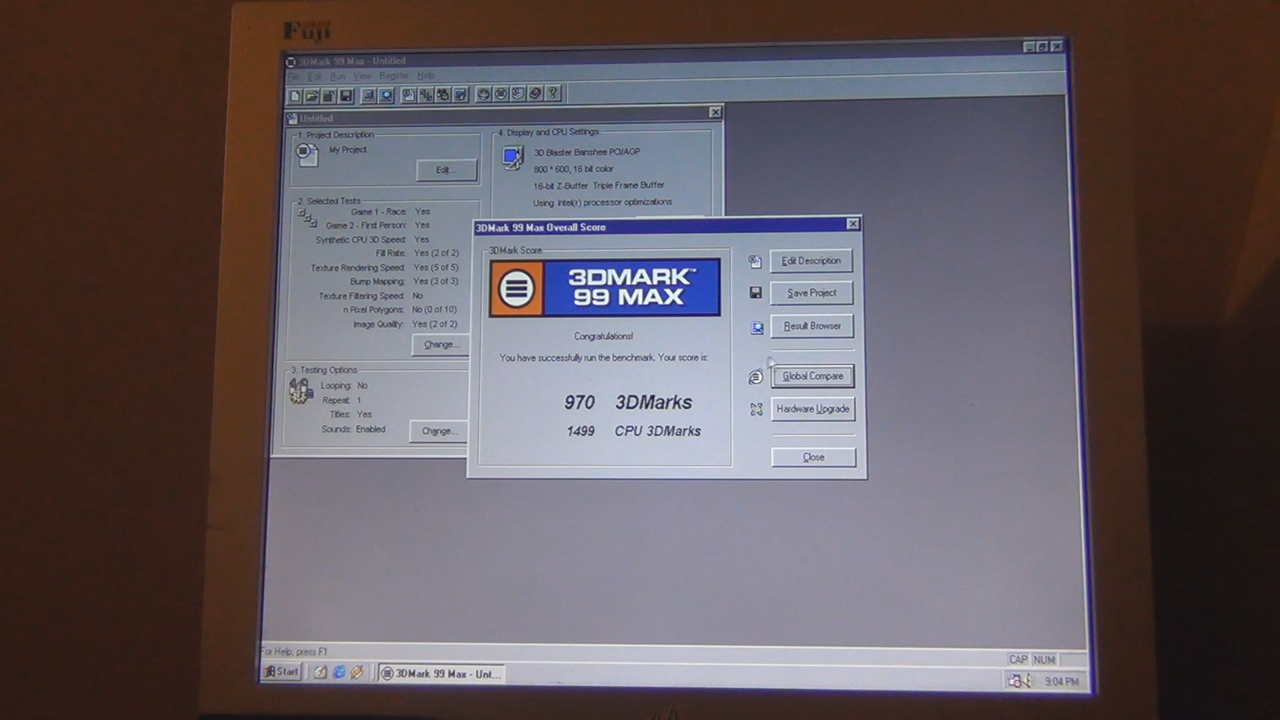 Fuji
3DMark 99 Max - Untitled
File Edit Run View Register Help
Untitled
1. Project Description
My Project
Edit...
2. Selected Tests
Game 1 - Race: Yes
Game 2 - First Person: Yes
Synthetic CPU 3D Speed: Yes
Fill Rate: Yes (2 of 2)
Texture Rendering Speed: Yes (5 of 5)
Bump Mapping: Yes (3 of 3)
Texture Filtering Speed: No
n Pixel Polygons: No (0 of 10)
Image Quality: Yes (2 of 2)
Change...
3. Testing Options
Looping: No
Repeat: 1
Titles: Yes
Sounds: Enabled
Change...
4. Display and CPU Settings
3D Blaster Banshee PCI/AGP
800 * 600, 16 bit color
16-bit Z-Buffer Triple Frame Buffer
Using Intel(r) processor optimizations
3DMark 99 Max Overall Score
3DMark Score
3DMARK™
99 MAX
Congratulations!
You have successfully run the benchmark. Your score is:
970 3DMarks
1499 CPU 3DMarks
Edit Description
Save Project
Result Browser
Global Compare
Hardware Upgrade
Close
For Help, press F1
CAP NUM
Start
3DMark 99 Max - Unt...
9:04 PM